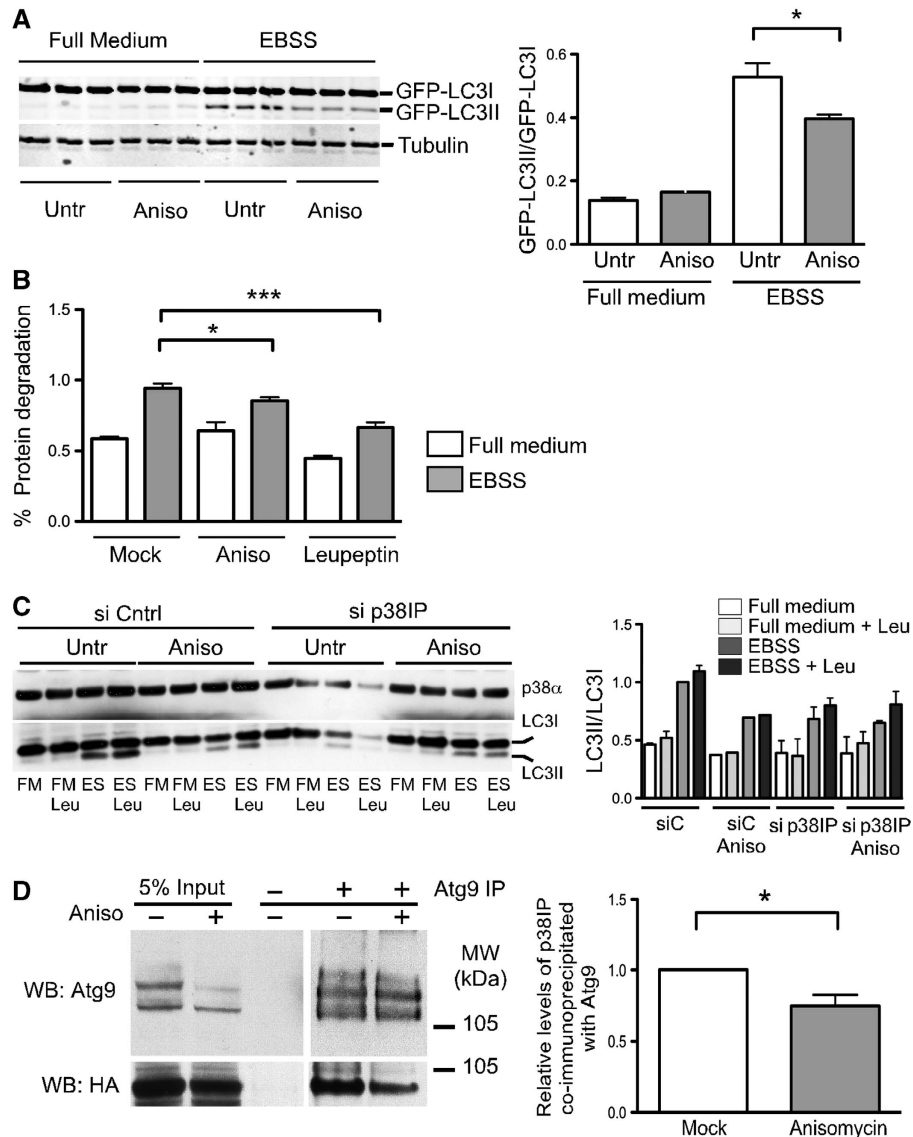 A
Full Medium EBSS
GFP-LC3I
GFP-LC3II
Tubulin
Untr Aniso Untr Aniso
GFP-LC3II/GFP-LC3I
0.6
0.4
0.2
0.0
*
Untr Aniso Untr Aniso
Full medium EBSS
B
% Protein degradation
1.5
1.0
0.5
0.0
***
*
Mock Aniso Leupeptin
Full medium
EBSS
C
si Cntrl si p38IP
Untr Aniso Untr Aniso
p38α
LC3I
LC3II
FM FM ES ES FM FM ES ES FM FM ES ES FM FM ES ES
Leu Leu Leu Leu Leu Leu Leu Leu
Full medium
Full medium + Leu
EBSS
EBSS + Leu
LC3II/LC3I
1.5
1.0
0.5
0.0
siC siC si p38IP si p38IP
Aniso Aniso
D
5% Input – + + Atg9 IP
Aniso – + – – +
WB: Atg9
MW
(kDa)
105
105
WB: HA
Relative levels of p38IP
co-immunoprecipitated
with Atg9
1.5
1.0
0.5
0.0
*
Mock Anisomycin